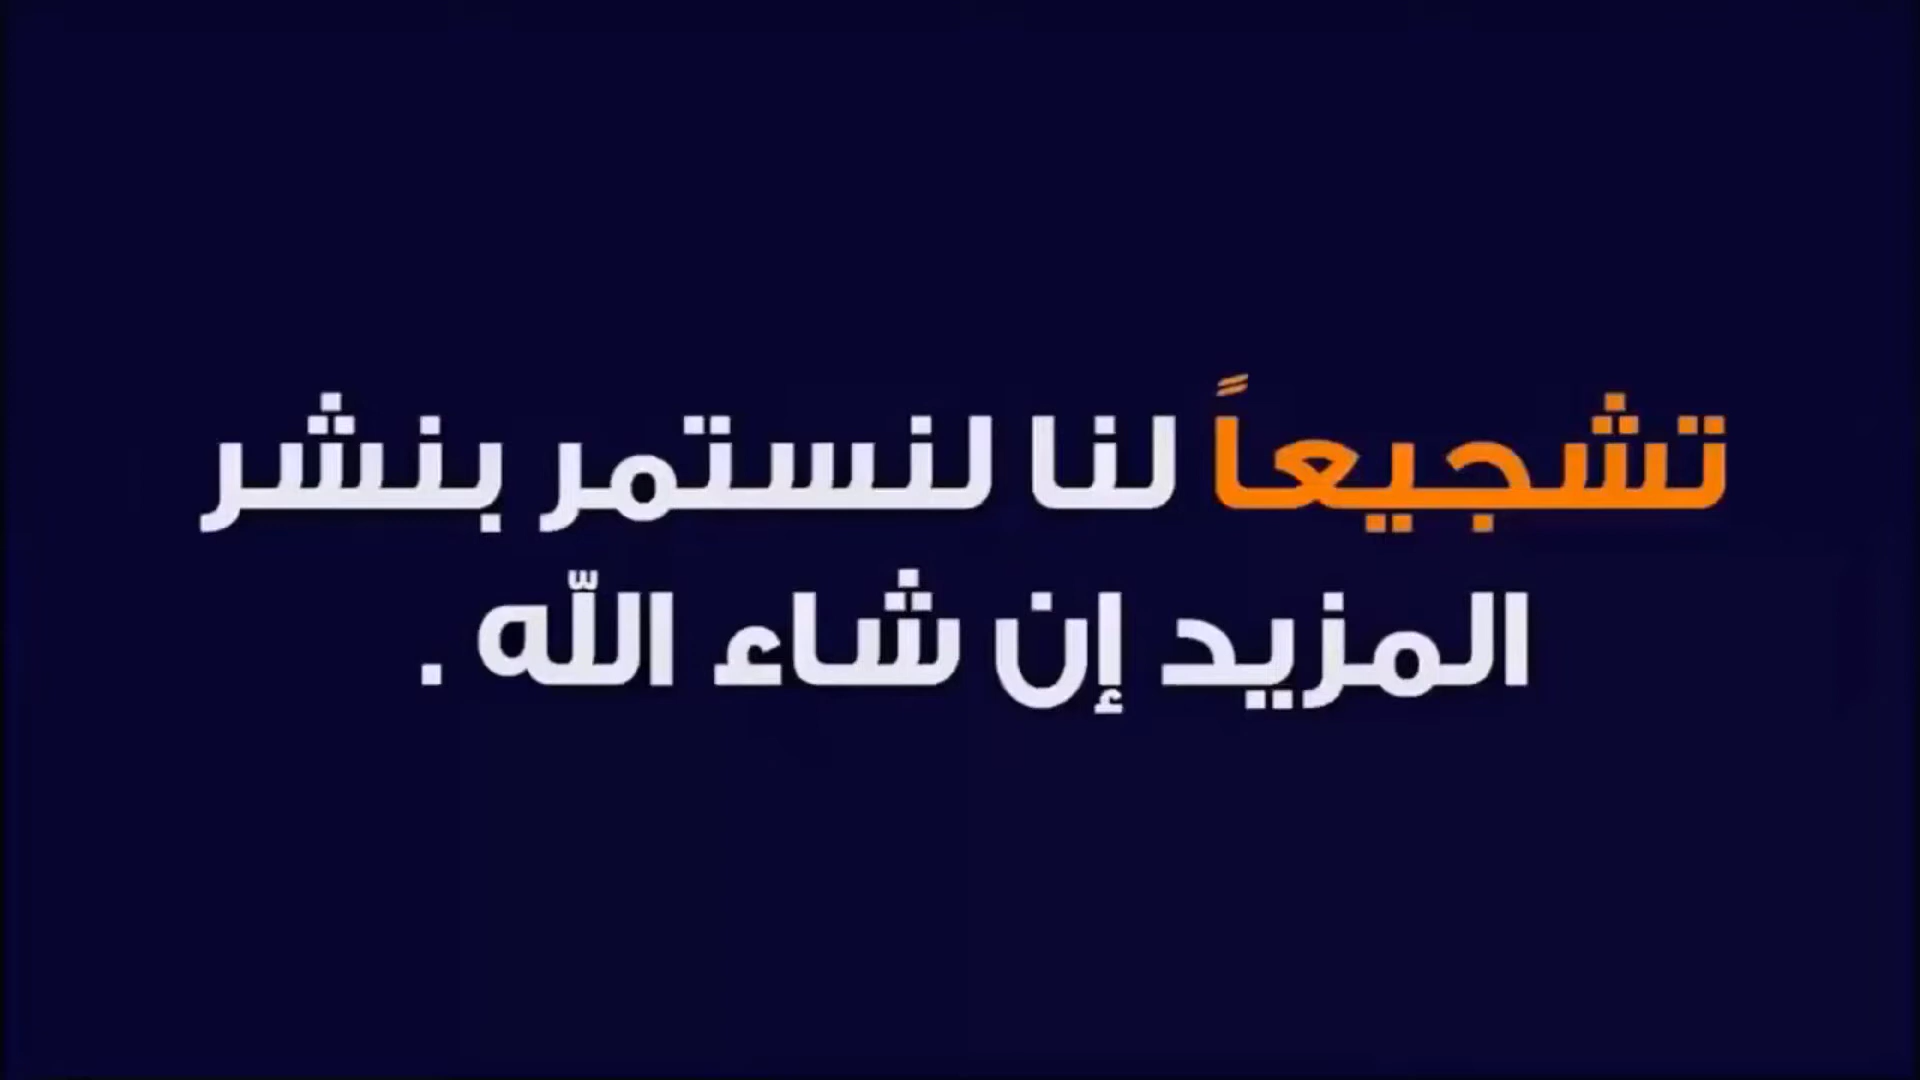 تشجيعاً لنا لنستمر بنشر
المزيد إن شاء اللّه .